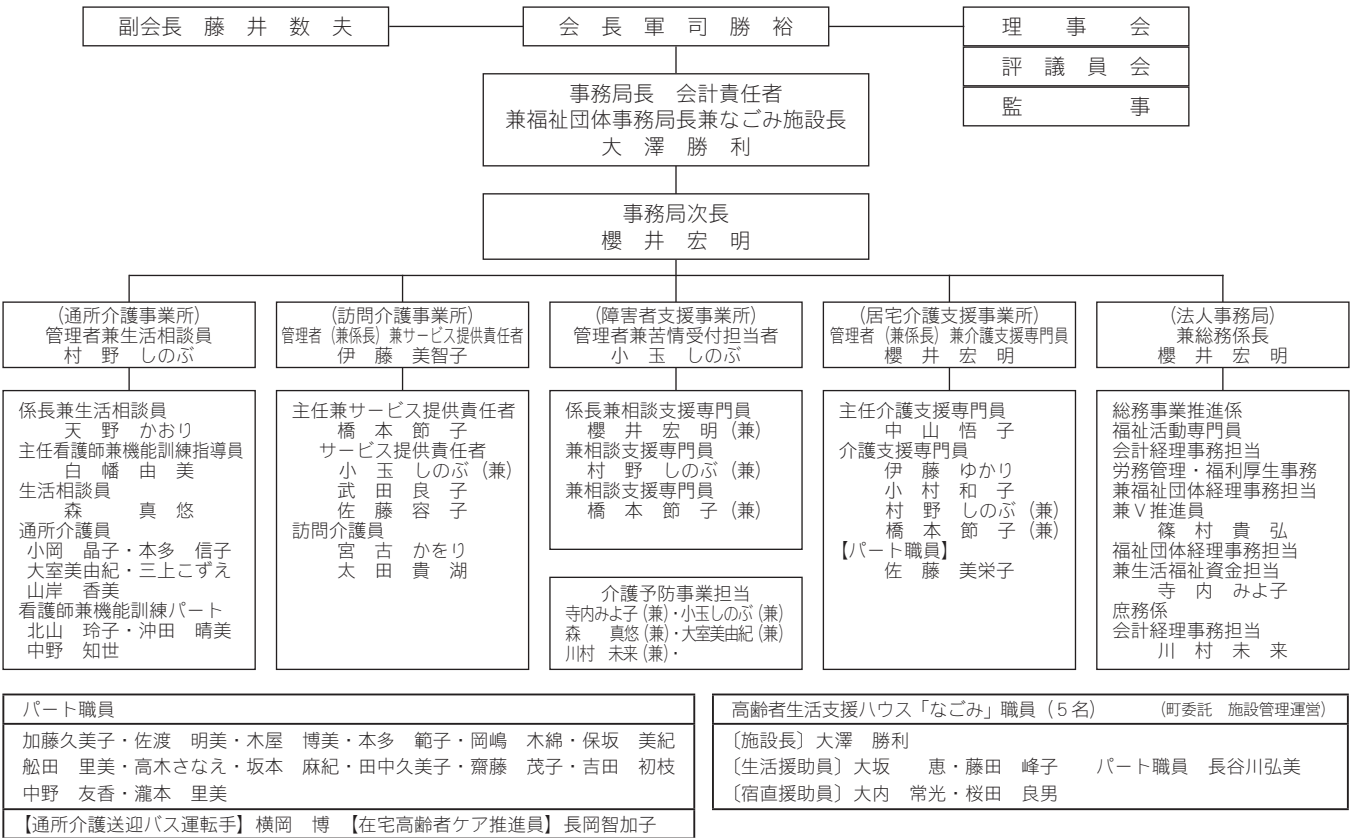 副会長　藤　井　数　夫
会　長　軍　司　勝　裕
理　事　会
評　議　員　会
監　事
事務局長　会計責任者
兼福祉団体事務局長兼なごみ施設長
大　澤　勝　利
事務局次長
櫻　井　宏　明
(通所介護事業所)
管理者兼生活相談員
村　野　しのぶ
係長兼生活相談員
天　野　かおり
主任看護師兼機能訓練指導員
白　幡　由　美
生活相談員
森　真　悠
通所介護員
小岡　晶子・本多　信子
大室美由紀・三上こずえ
山岸　香美
看護師兼機能訓練パート
北山　玲子・沖田　晴美
中野　知世
(訪問介護事業所)
管理者（兼係長）兼サービス提供責任者
伊　藤　美智子
主任兼サービス提供責任者
橋　本　節　子
サービス提供責任者
小　玉　しのぶ（兼）
武　田　良　子
佐　藤　容　子
訪問介護員
宮　古　かをり
太　田　貴　湖
(障害者支援事業所)
管理者兼苦情受付担当者
小　玉　しのぶ
係長兼相談支援専門員
櫻　井　宏　明（兼）
兼相談支援専門員
村　野　しのぶ（兼）
兼相談支援専門員
橋　本　節　子（兼）
介護予防事業担当
寺内みよ子（兼）・小玉しのぶ（兼）
森　真悠（兼）・大室美由紀（兼）
川村　未来（兼）・
(居宅介護支援事業所)
管理者（兼係長）兼介護支援専門員
櫻　井　宏　明
主任介護支援専門員
中　山　悟　子
介護支援専門員
伊　藤　ゆかり
小　村　和　子
村　野　しのぶ（兼）
橋　本　節　子（兼）
【パート職員】
佐　藤　美栄子
(法人事務局)
兼総務係長
櫻　井　宏　明
総務事業推進係
福祉活動専門員
会計経理事務担当
労務管理・福利厚生事務
兼福祉団体経理事務担当
兼Ｖ推進員
篠　村　貴　弘
福祉団体経理事務担当
兼生活福祉資金担当
寺　内　みよ子
庶務係
会計経理事務担当
川　村　未　来
パート職員
加藤久美子・佐渡　明美・木屋　博美・本多　範子・岡嶋　木綿・保坂　美紀
舩田　里美・高木さなえ・坂本　麻紀・田中久美子・齋藤　茂子・吉田　初枝
中野　友香・瀧本　里美
【通所介護送迎バス運転手】横岡　博　【在宅高齢者ケア推進員】長岡智加子
高齢者生活支援ハウス「なごみ」職員（５名）　（町委託　施設管理運営）
〔施設長〕大澤　勝利
〔生活援助員〕大坂　恵・藤田　峰子　パート職員　長谷川弘美
〔宿直援助員〕大内　常光・桜田　良男